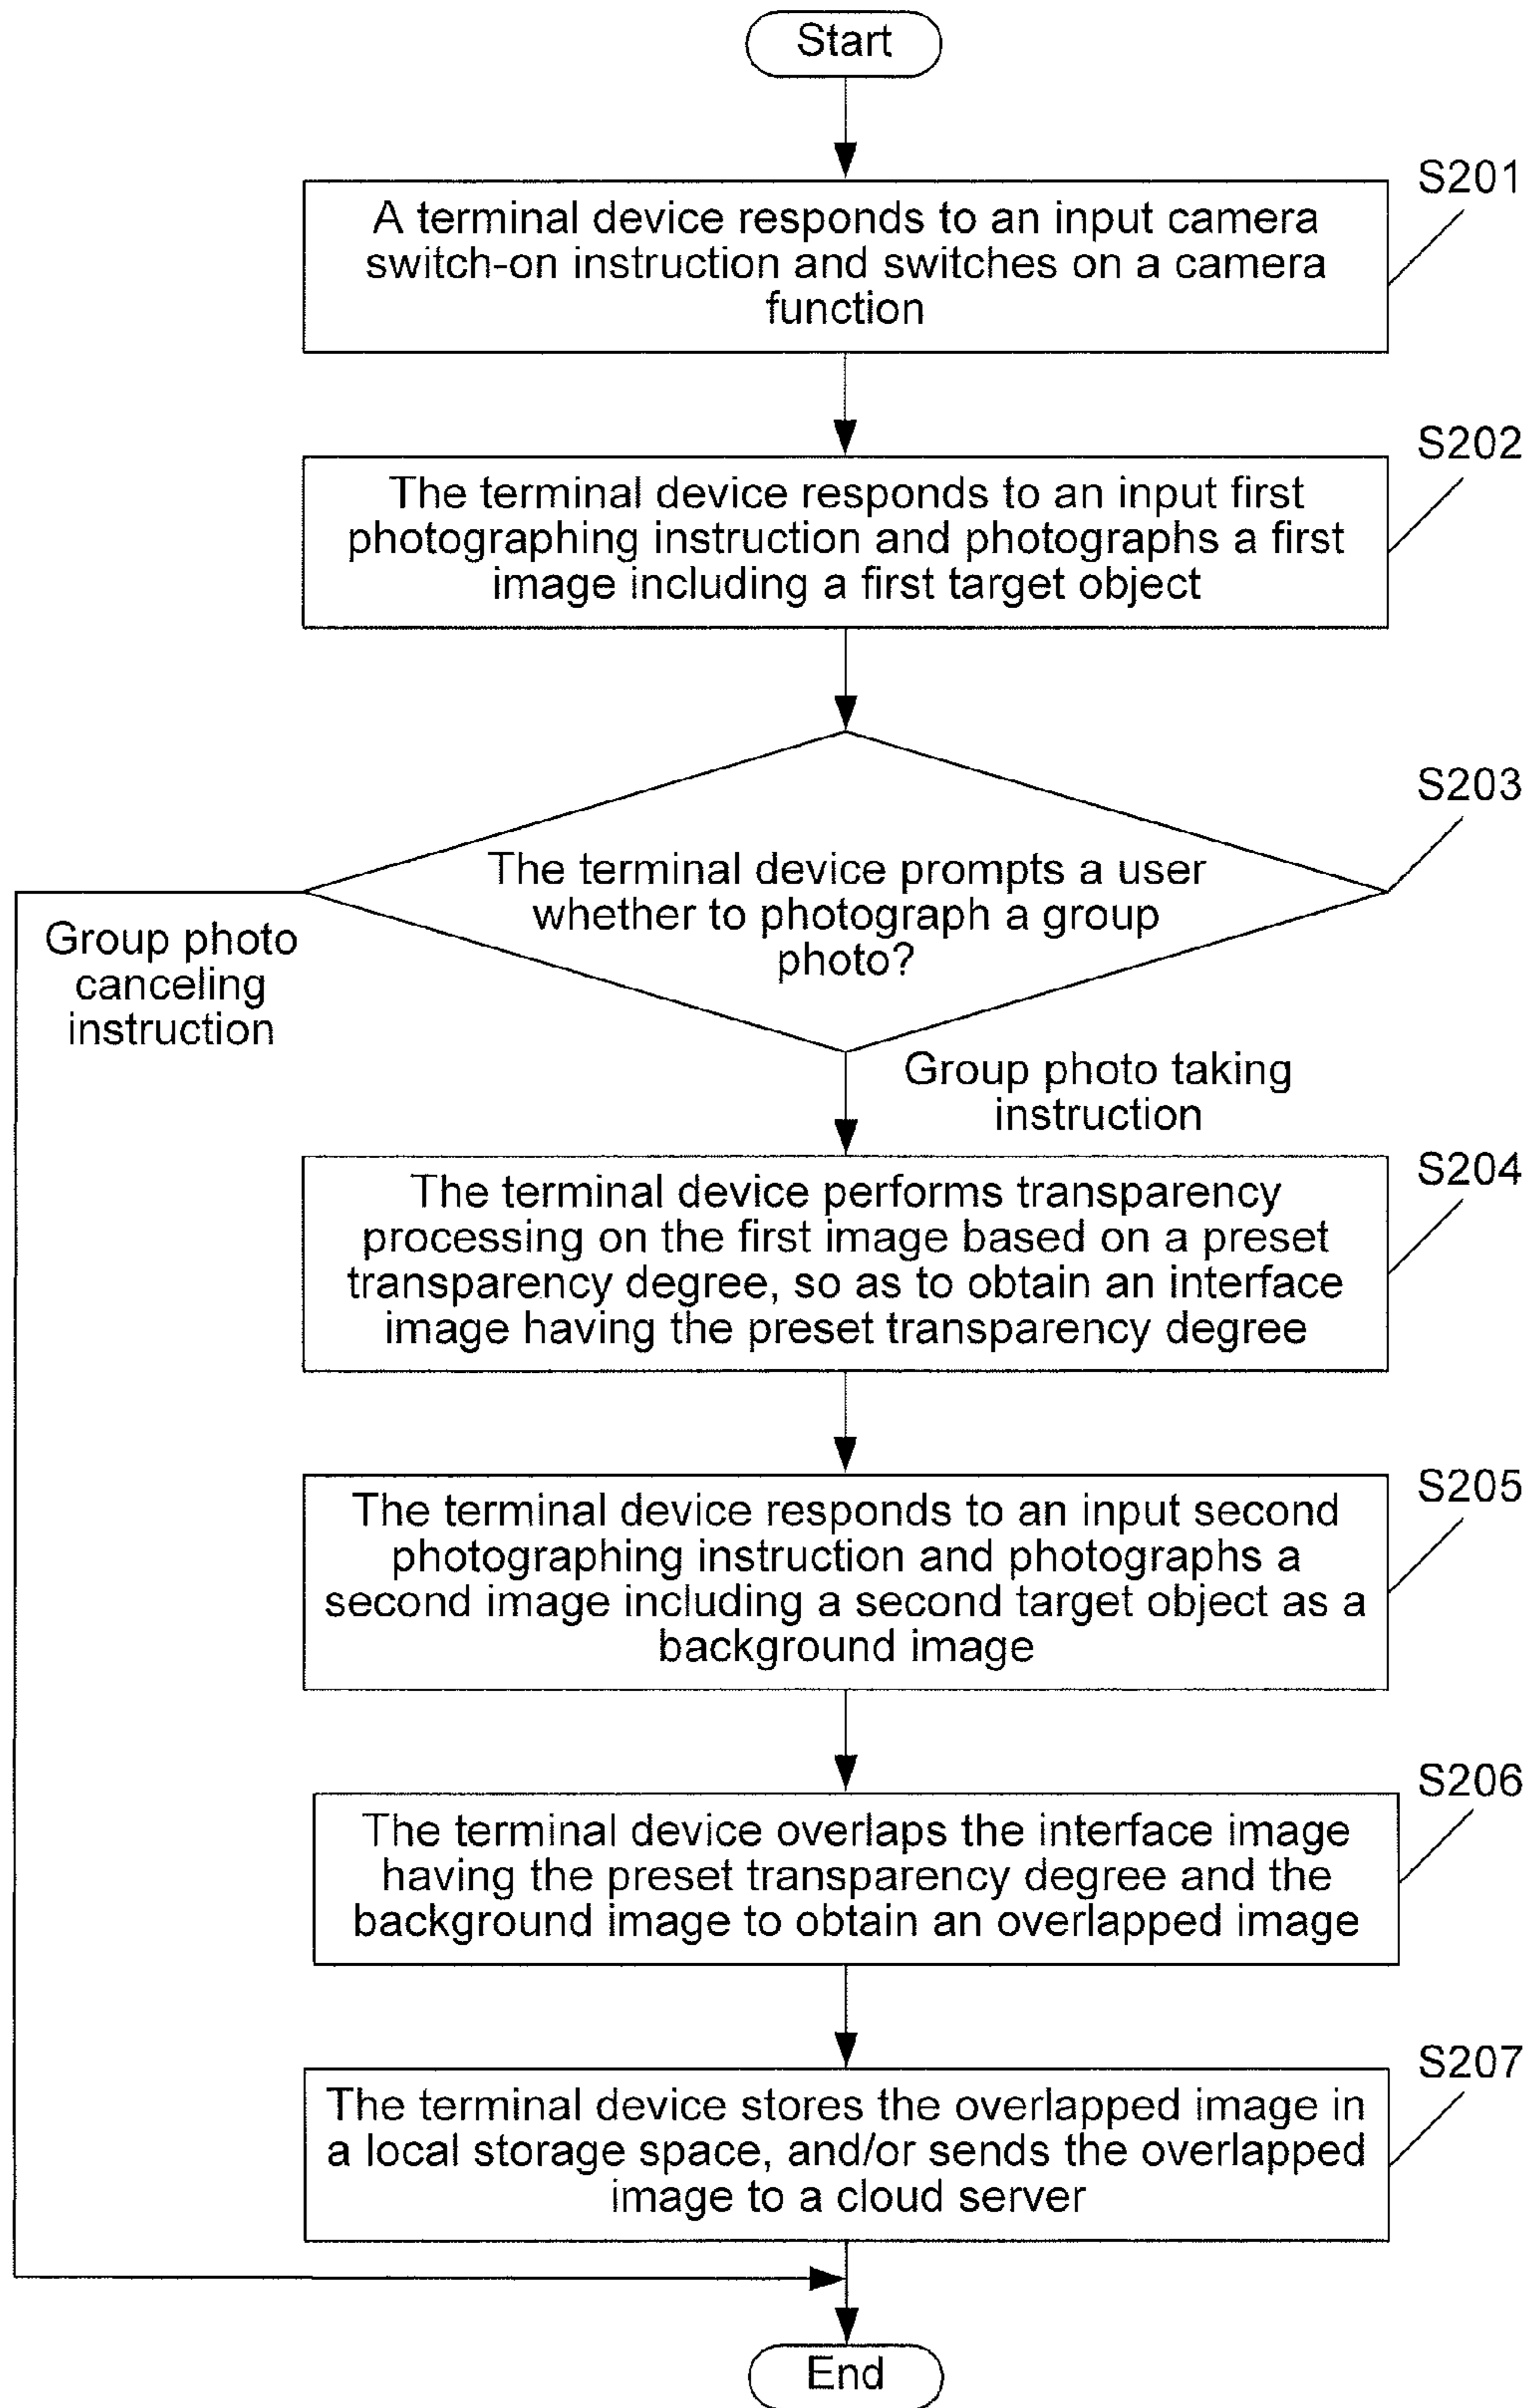 Start
S201
A terminal device responds to an input camera
switch-on instruction and switches on a camera
function
S202
The terminal device responds to an input first
photographing instruction and photographs a first
image including a first target object
S203
The terminal device prompts a user
whether to photograph a group
photo?
Group photo
canceling
instruction
Group photo taking
instruction
S204
The terminal device performs transparency
processing on the first image based on a preset
transparency degree, so as to obtain an interface
image having the preset transparency degree
S205
The terminal device responds to an input second
photographing instruction and photographs a
second image including a second target object as a
background image
S206
The terminal device overlaps the interface image
having the preset transparency degree and the
background image to obtain an overlapped image
S207
The terminal device stores the overlapped image in
a local storage space, and/or sends the overlapped
image to a cloud server
End